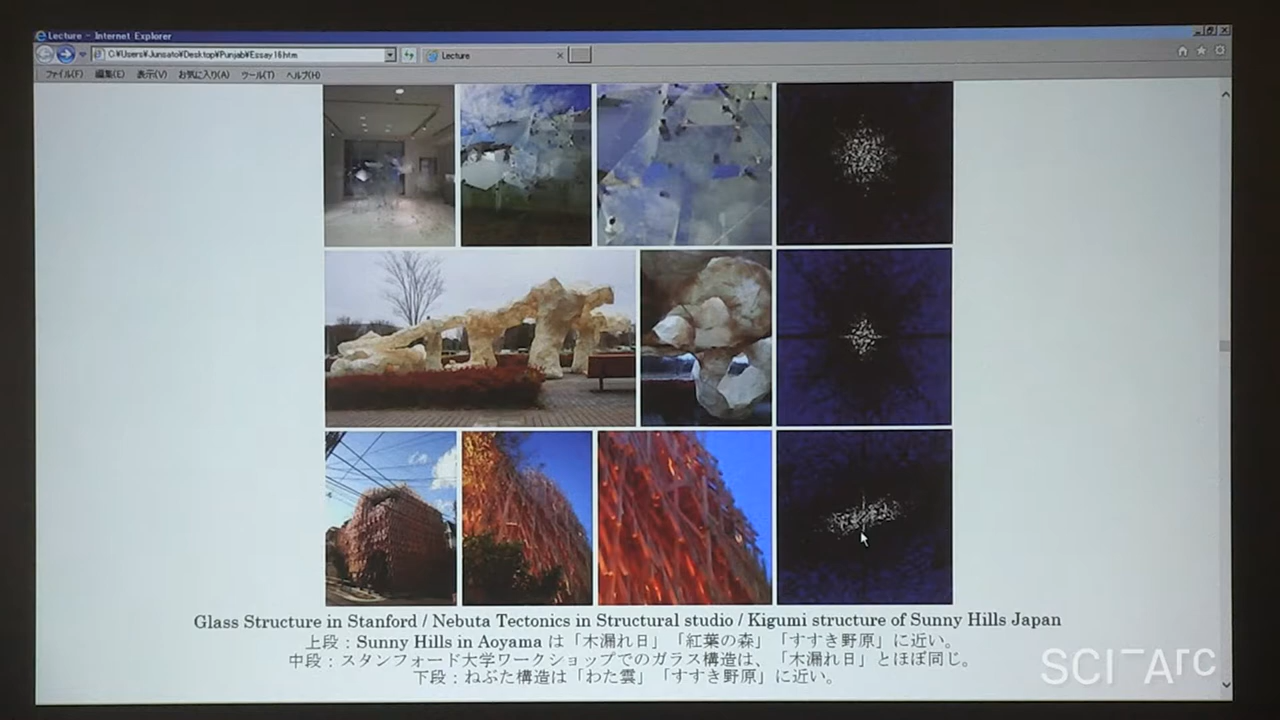 Lecture - Internet Explorer
C:¥Users¥Junsato¥Desktop¥Punjab¥Essay16.htm
Lecture
ファイル(F) 編集(E) 表示(V) お気に入り(A) ツール(T) ヘルプ(H)
Glass Structure in Stanford / Nebuta Tectonics in Structural studio / Kigumi structure of Sunny Hills Japan
上段：Sunny Hills in Aoyama は「木漏れ日」「紅葉の森」「すすき野原」に近い。
中段：スタンフォード大学ワークショップでのガラス構造は、「木漏れ日」とほぼ同じ。
下段：ねぶた構造は「わた雲」「すすき野原」に近い。
SCI-Arc